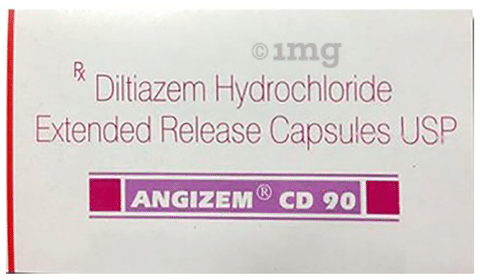 ©1mg
℞ Diltiazem Hydrochloride
Extended Release Capsules USP
ANGIZEM® CD 90